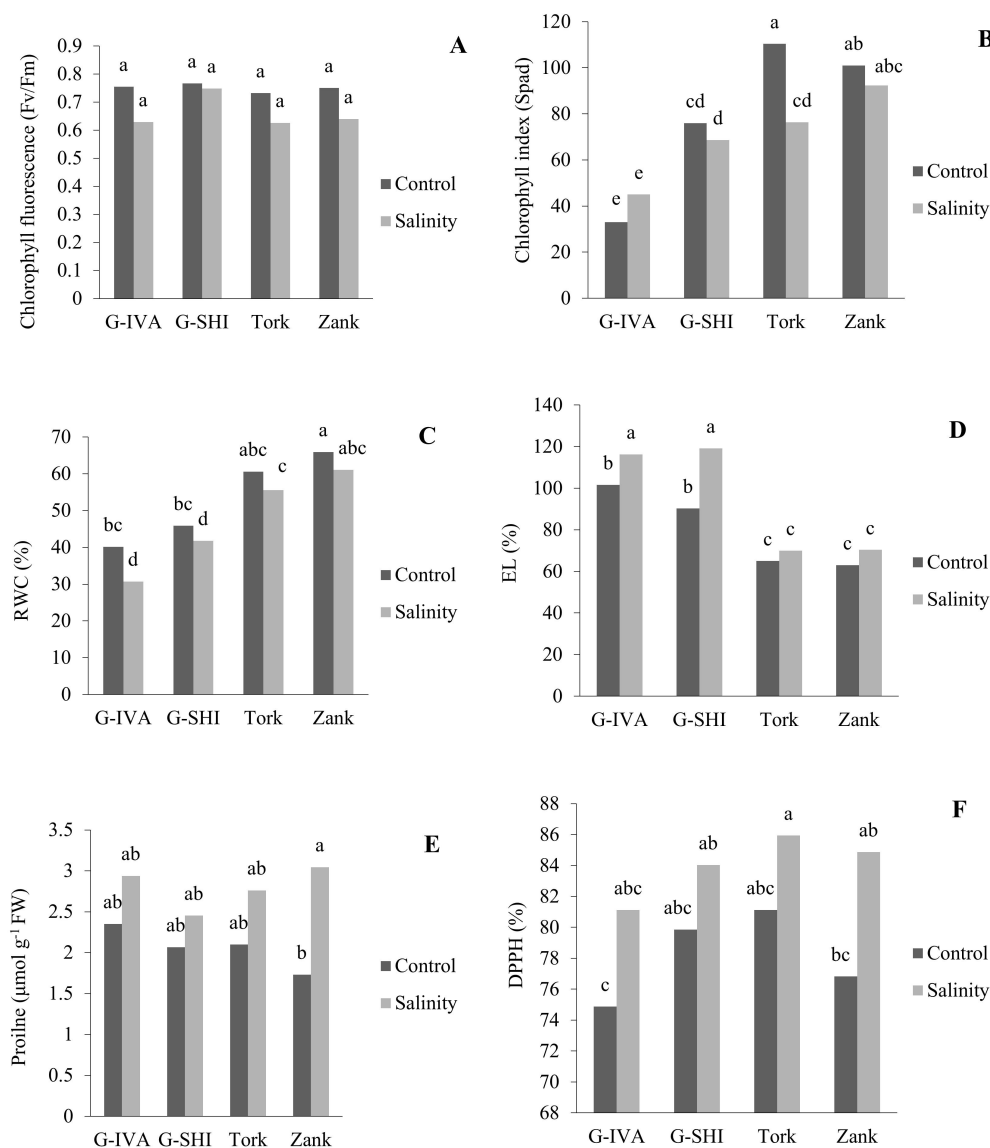 A
Chlorophyll fluorescence (Fv/Fm)
0.9
0.8
0.7
0.6
0.5
0.4
0.3
0.2
0.1
0
a a a a a a a a
G-IVA G-SHI Tork Zank
Control
Salinity
B
Chlorophyll index (Spad)
120
100
80
60
40
20
0
e e cd d a cd ab abc
G-IVA G-SHI Tork Zank
Control
Salinity
C
RWC (%)
70
60
50
40
30
20
10
0
bc d bc d abc c a abc
G-IVA G-SHI Tork Zank
Control
Salinity
D
EL (%)
140
120
100
80
60
40
20
0
b a b a c c c c
G-IVA G-SHI Tork Zank
Control
Salinity
E
Proilne (µmol g⁻¹ FW)
3.5
3
2.5
2
1.5
1
0.5
0
ab ab ab ab ab ab b a
G-IVA G-SHI Tork Zank
Control
Salinity
F
DPPH (%)
88
86
84
82
80
78
76
74
72
70
68
c abc abc ab abc a bc ab
G-IVA G-SHI Tork Zank
Control
Salinity